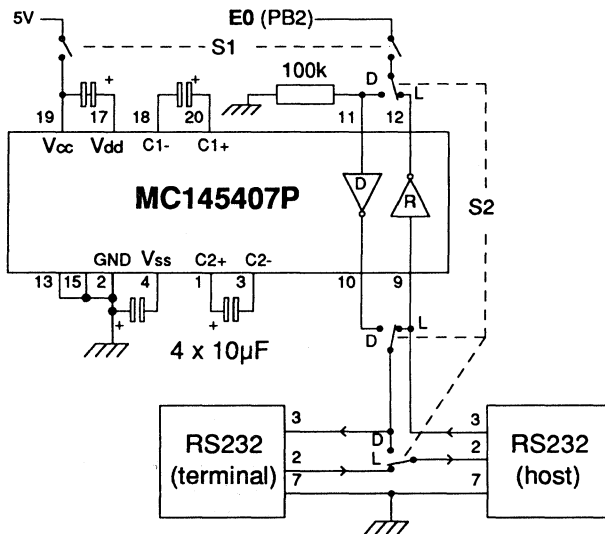 5V
E0 (PB2)
S1
100k
D
L
+
+
19
17
18
20
11
12
Vcc
Vdd
C1-
C1+
MC145407P
D
R
S2
GND
Vss
C2+
C2-
13
15
2
4
1
3
10
9
+
+
4 x 10µF
D
L
3
D
3
RS232
(terminal)
2
L
2
RS232
(host)
7
7